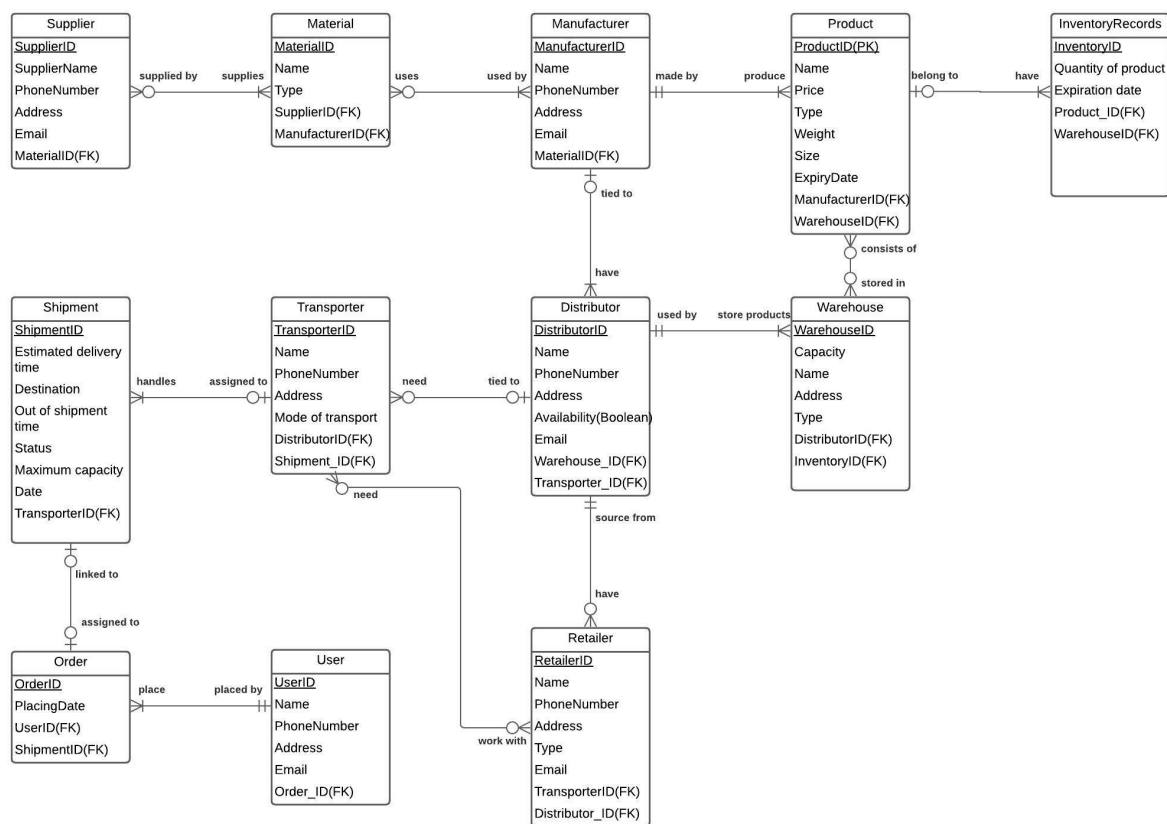 Supplier
SupplierID
SupplierName
PhoneNumber
Address
Email
MaterialID(FK)
supplied by
supplies
Material
MaterialID
Name
Type
SupplierID(FK)
ManufacturerID(FK)
uses
used by
Manufacturer
ManufacturerID
Name
PhoneNumber
Address
Email
MaterialID(FK)
made by
produce
Product
ProductID(PK)
Name
Price
Type
Weight
Size
ExpiryDate
ManufacturerID(FK)
WarehouseID(FK)
belong to
have
InventoryRecords
InventoryID
Quantity of product
Expiration date
Product_ID(FK)
WarehouseID(FK)
tied to
have
consists of
stored in
Shipment
ShipmentID
Estimated delivery
time
Destination
Out of shipment
time
Status
Maximum capacity
Date
TransporterID(FK)
handles
assigned to
Transporter
TransporterID
Name
PhoneNumber
Address
Mode of transport
DistributorID(FK)
Shipment_ID(FK)
need
tied to
Distributor
DistributorID
Name
PhoneNumber
Address
Availability(Boolean)
Email
Warehouse_ID(FK)
Transporter_ID(FK)
used by
store products
Warehouse
WarehouseID
Capacity
Name
Address
Type
DistributorID(FK)
InventoryID(FK)
need
source from
have
linked to
assigned to
Order
OrderID
PlacingDate
UserID(FK)
ShipmentID(FK)
place
placed by
User
UserID
Name
PhoneNumber
Address
Email
Order_ID(FK)
work with
Retailer
RetailerID
Name
PhoneNumber
Address
Type
Email
TransporterID(FK)
Distributor_ID(FK)